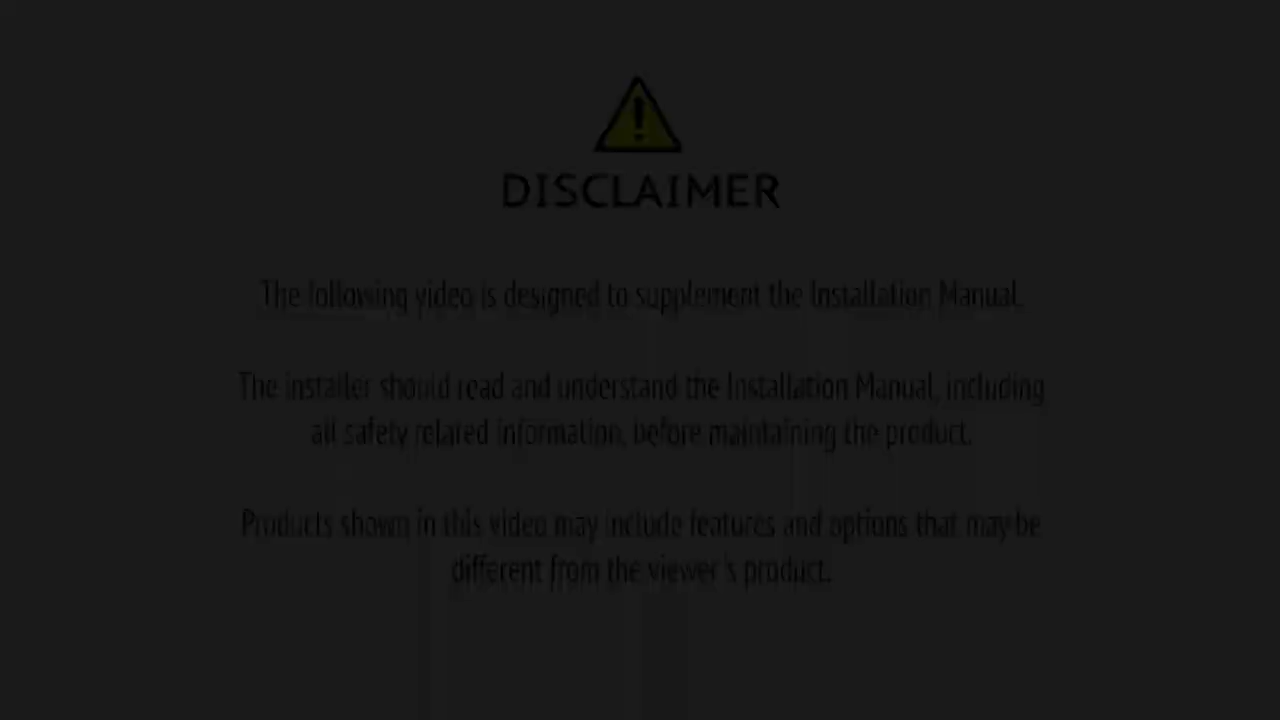 DISCLAIMER
The following video is designed to supplement the Installation Manual.
The installer should read and understand the Installation Manual, including
all safety related information, before maintaining the product.
Products shown in this video may include features and options that may be
different from the viewer's product.